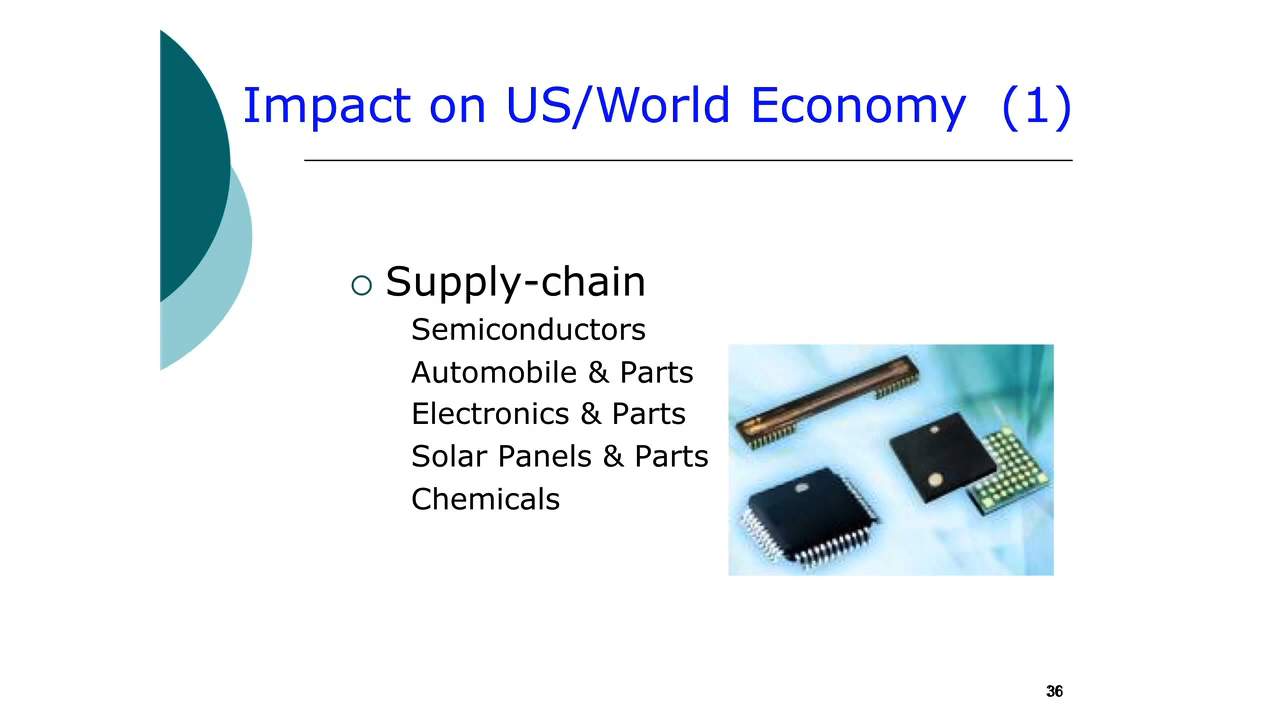 Impact on US/World Economy (1)
Supply-chain
Semiconductors
Automobile & Parts
Electronics & Parts
Solar Panels & Parts
Chemicals
36